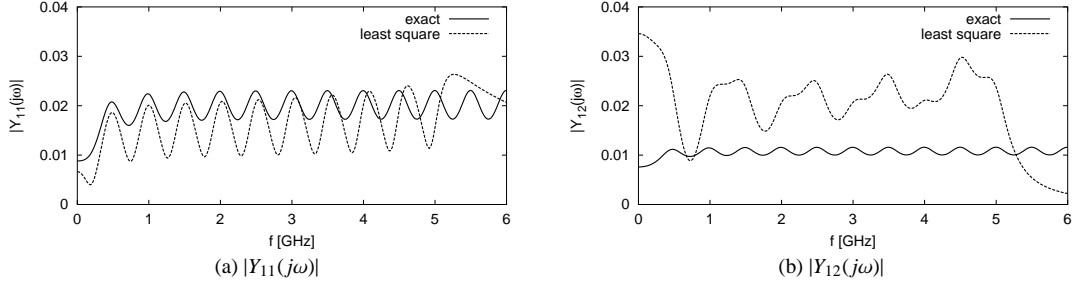 0.04
0.03
0.02
0.01
0
0 1 2 3 4 5 6
|Y11(jω)|
f [GHz]
exact
least square
(a) |Y11(jω)|
0.04
0.03
0.02
0.01
0
0 1 2 3 4 5 6
|Y12(jω)|
f [GHz]
exact
least square
(b) |Y12(jω)|